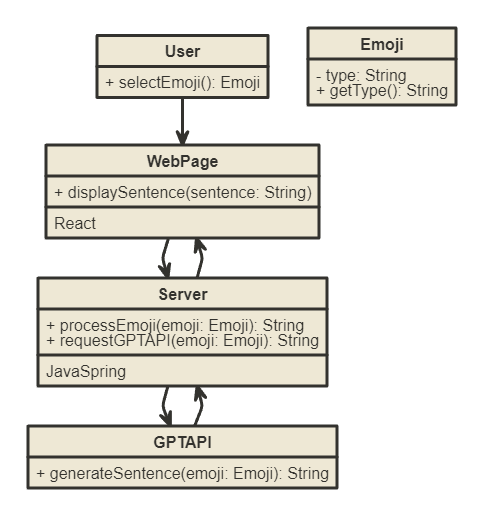 User
+ selectEmoji(): Emoji
Emoji
- type: String
+ getType(): String
WebPage
+ displaySentence(sentence: String)
React
Server
+ processEmoji(emoji: Emoji): String
+ requestGPTAPI(emoji: Emoji): String
JavaSpring
GPTAPI
+ generateSentence(emoji: Emoji): String